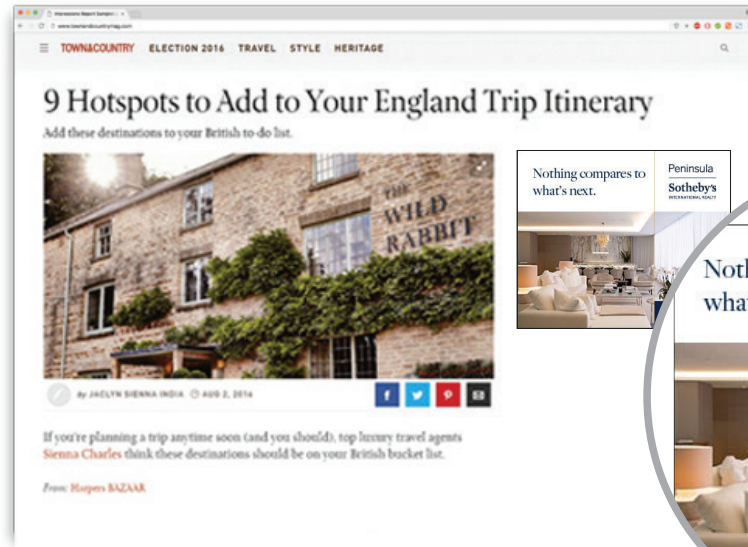 www.townandcountrymag.com
TOWN&COUNTRY ELECTION 2016 TRAVEL STYLE HERITAGE
9 Hotspots to Add to Your England Trip Itinerary
Add these destinations to your British to-do list.
THE
WILD
RABBIT
By JACLYN SIENNA INDIA AUG 2, 2016
If you're planning a trip anytime soon (and you should), top luxury travel agents
Sienna Charles think these destinations should be on your British bucket list.
From: Harpers BAZAAR
Nothing compares to
what's next.
Peninsula
Sotheby's
INTERNATIONAL REALTY
Noth
what